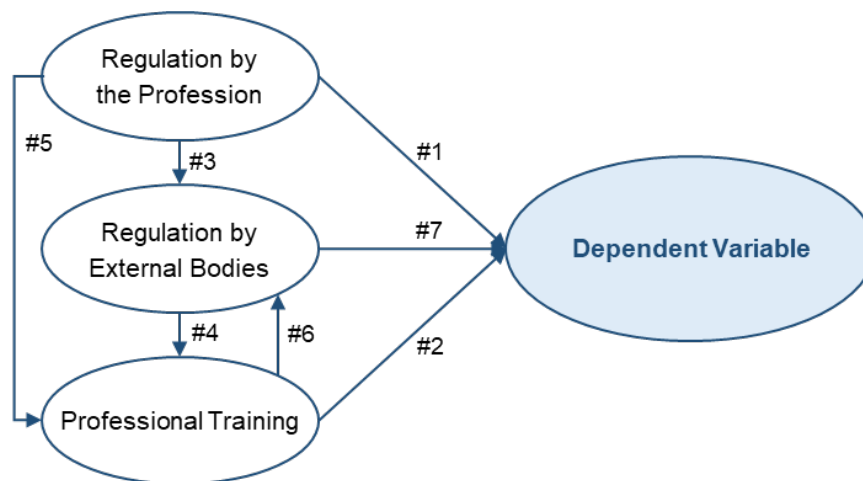 Regulation by
the Profession
#5
#1
#3
Regulation by
External Bodies
#7
Dependent Variable
#4
#6
#2
Professional Training